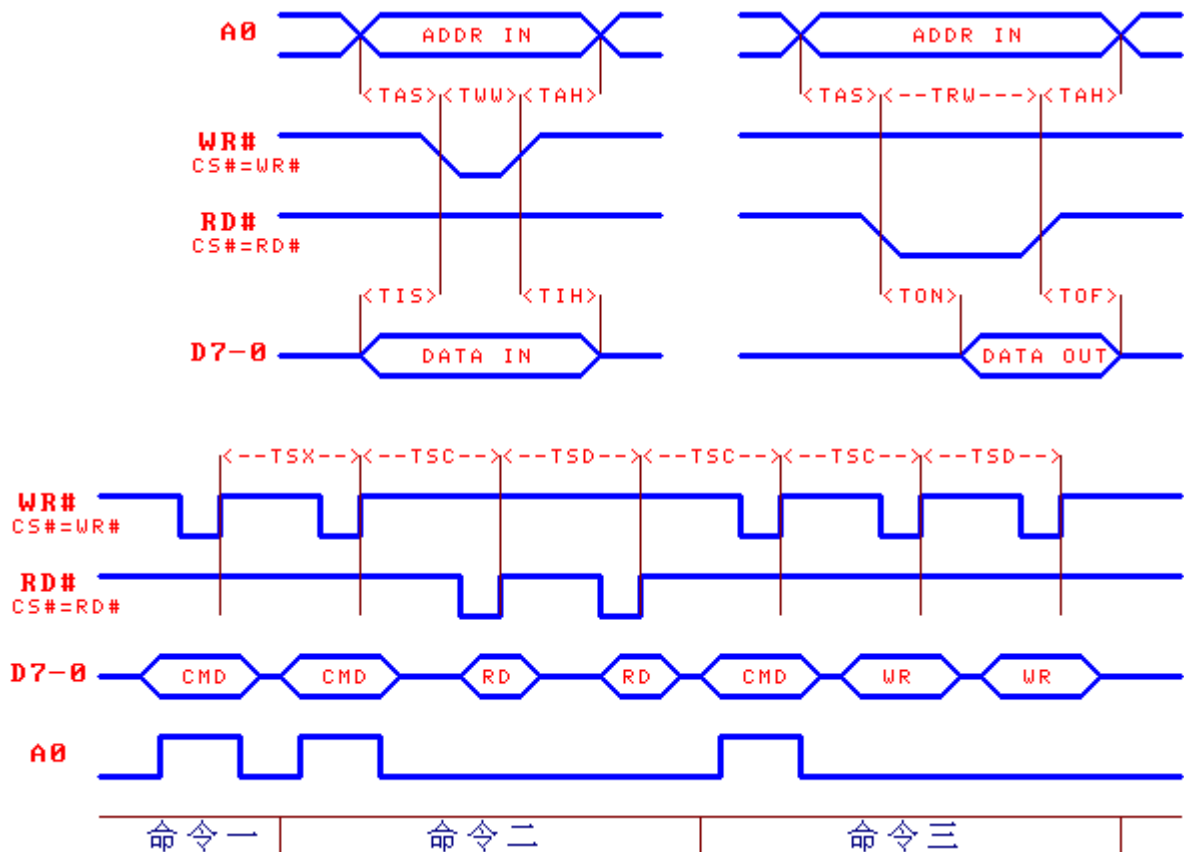 A0 ADDR IN ADDR IN
<TAS><TWW><TAH> <TAS><--TRW---><TAH>
WR#
CS#=WR#
RD#
CS#=RD#
<TIS> <TIH> <TON> <TOF>
D7-0 DATA IN DATA OUT
<--TSX--><--TSC--><--TSD--><--TSC--><--TSC--><--TSD-->
WR#
CS#=WR#
RD#
CS#=RD#
D7-0 CMD CMD RD RD CMD WR WR
A0
命令一 命令二 命令三